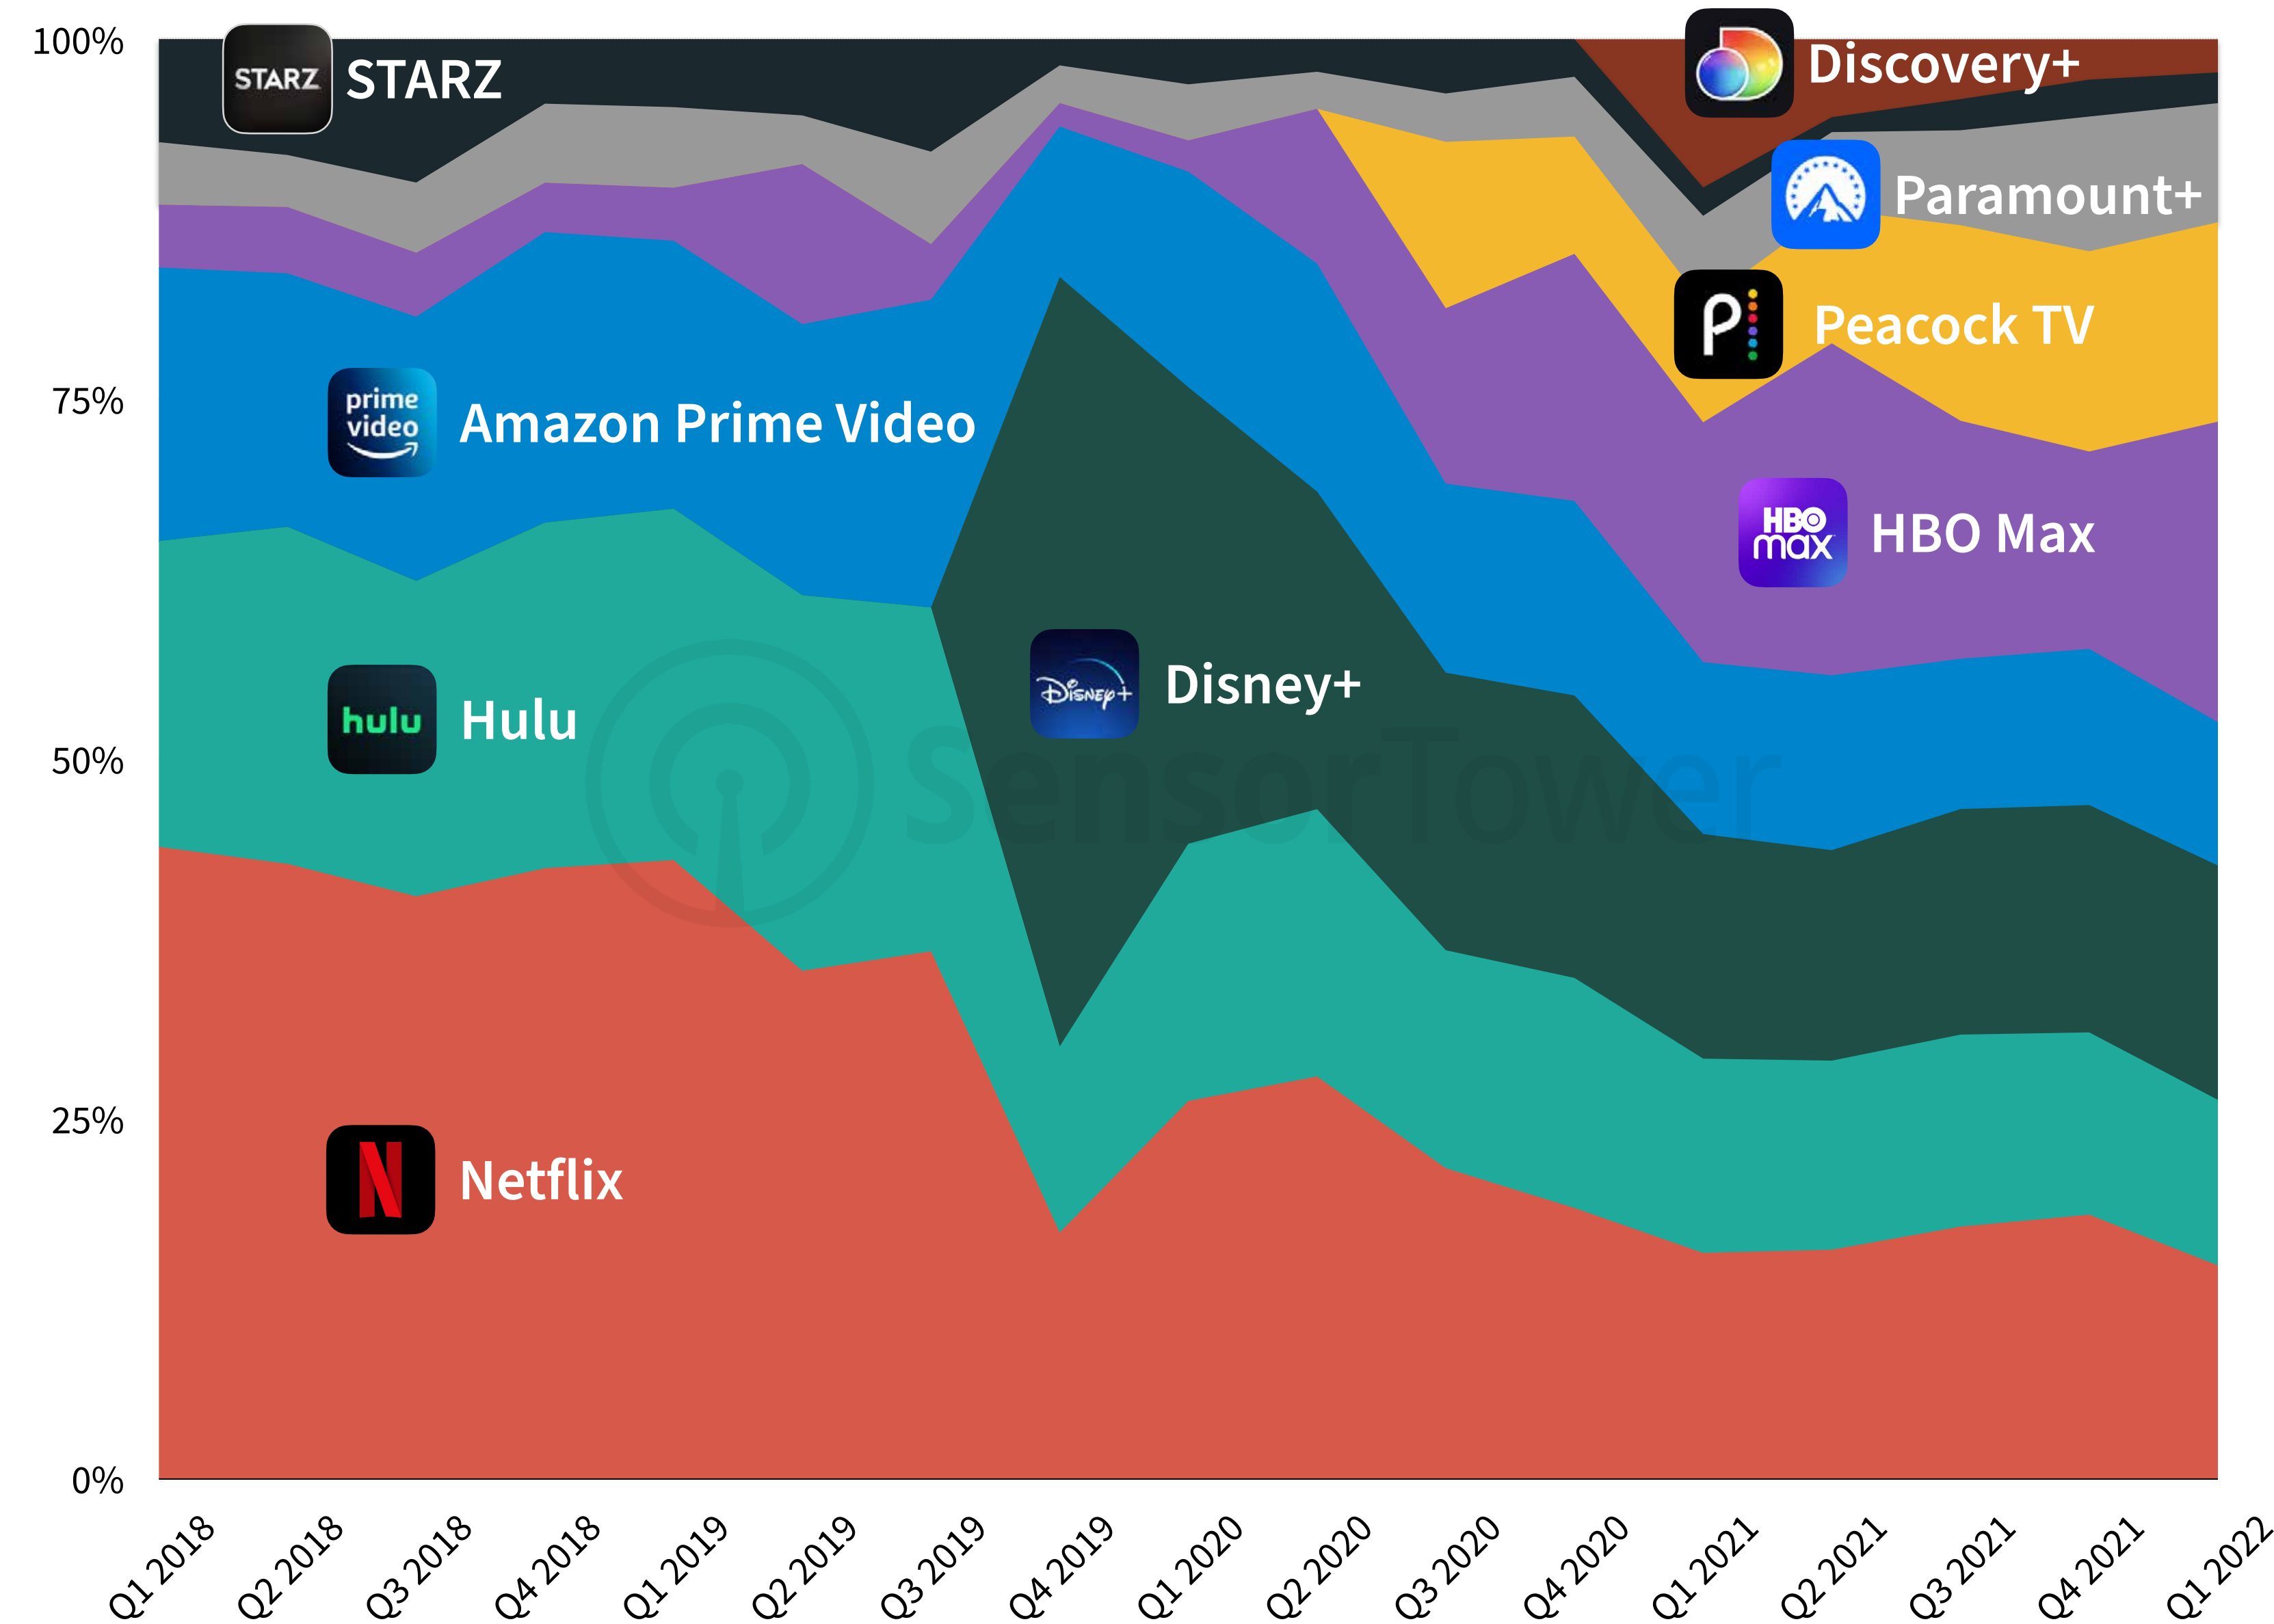 100%
75%
50%
25%
0%
STARZ
STARZ
Discovery+
Paramount+
Peacock TV
prime
video
Amazon Prime Video
HBO
max
HBO Max
hulu
Hulu
Disney+
Disney+
SensorTower
N
Netflix
P
Q1 2018
Q2 2018
Q3 2018
Q4 2018
Q1 2019
Q2 2019
Q3 2019
Q4 2019
Q1 2020
Q2 2020
Q3 2020
Q4 2020
Q1 2021
Q2 2021
Q3 2021
Q4 2021
Q1 2022